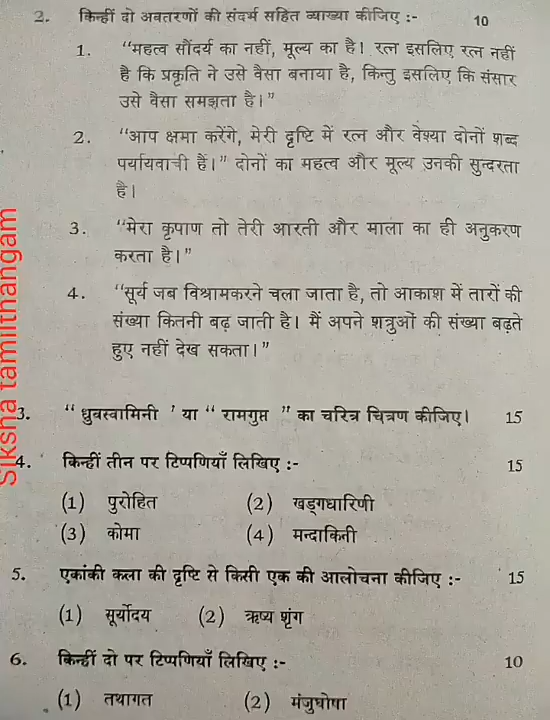 2. किन्हीं दो अवतरणों की संदर्भ सहित व्याख्या कीजिए :- 10
1. “महत्व सौंदर्य का नहीं, मूल्य का है। रत्न इसलिए रत्न नहीं
है कि प्रकृति ने उसे वैसा बनाया है, किन्तु इसलिए कि संसार
उसे वैसा समझता है।”
2. “आप क्षमा करेंगे, मेरी दृष्टि में रत्न और वेश्या दोनों शब्द
पर्यायवाची हैं।” दोनों का महत्व और मूल्य उनकी सुन्दरता
है।
3. “मेरा कृपाण तो तेरी आरती और माला का ही अनुकरण
करता है।”
4. “सूर्य जब विश्रामकरने चला जाता है, तो आकाश में तारों की
संख्या कितनी बढ़ जाती है। मैं अपने शत्रुओं की संख्या बढ़ते
हुए नहीं देख सकता।”
3. “ ध्रुवस्वामिनी ’ या “ रामगुप्त ” का चरित्र चित्रण कीजिए। 15
4. किन्हीं तीन पर टिप्पणियाँ लिखिए :- 15
(1) पुरोहित (2) खड्गधारिणी
(3) कोमा (4) मन्दाकिनी
5. एकांकी कला की दृष्टि से किसी एक की आलोचना कीजिए :- 15
(1) सूर्योदय (2) ऋष्य शृंग
6. किन्हीं दो पर टिप्पणियाँ लिखिए :- 10
(1) तथागत (2) मंजुघोषा
Siksha tamilthangam